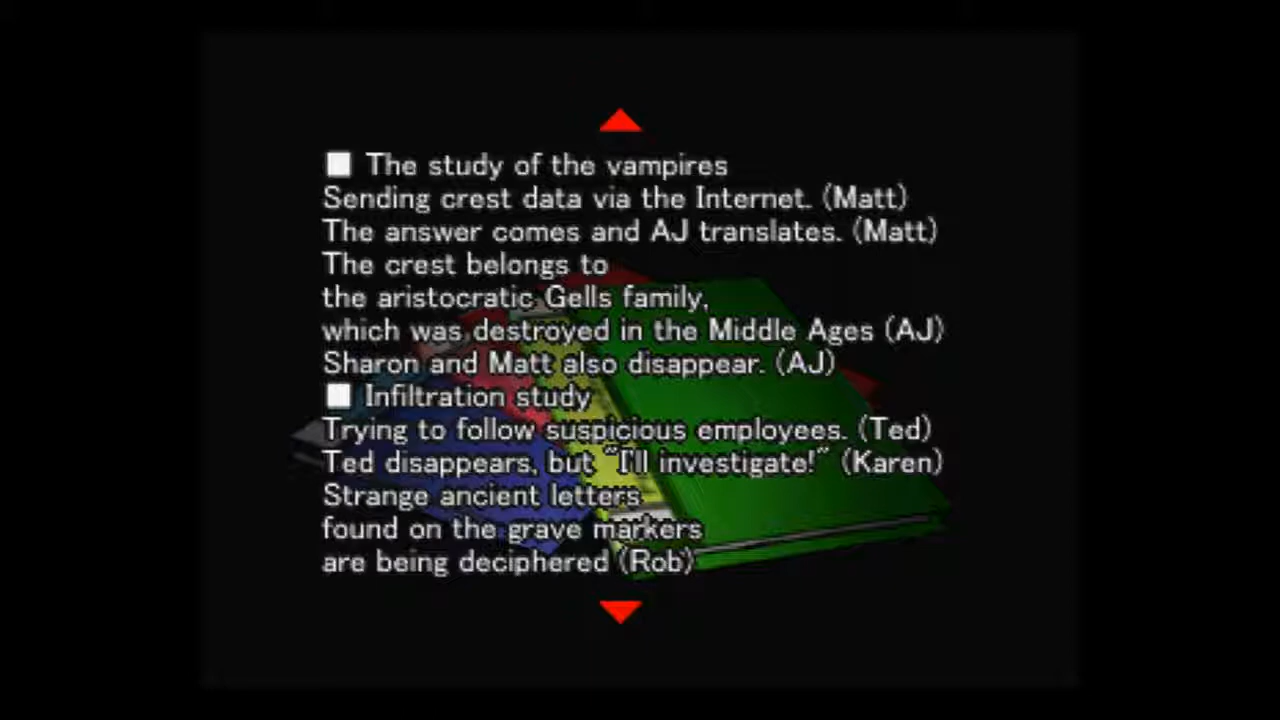 ■ The study of the vampires
Sending crest data via the Internet. (Matt)
The answer comes and AJ translates. (Matt)
The crest belongs to
the aristocratic Gells family,
which was destroyed in the Middle Ages (AJ)
Sharon and Matt also disappear. (AJ)
■ Infiltration study
Trying to follow suspicious employees. (Ted)
Ted disappears, but "I'll investigate!" (Karen)
Strange ancient letters
found on the grave markers
are being deciphered (Rob)